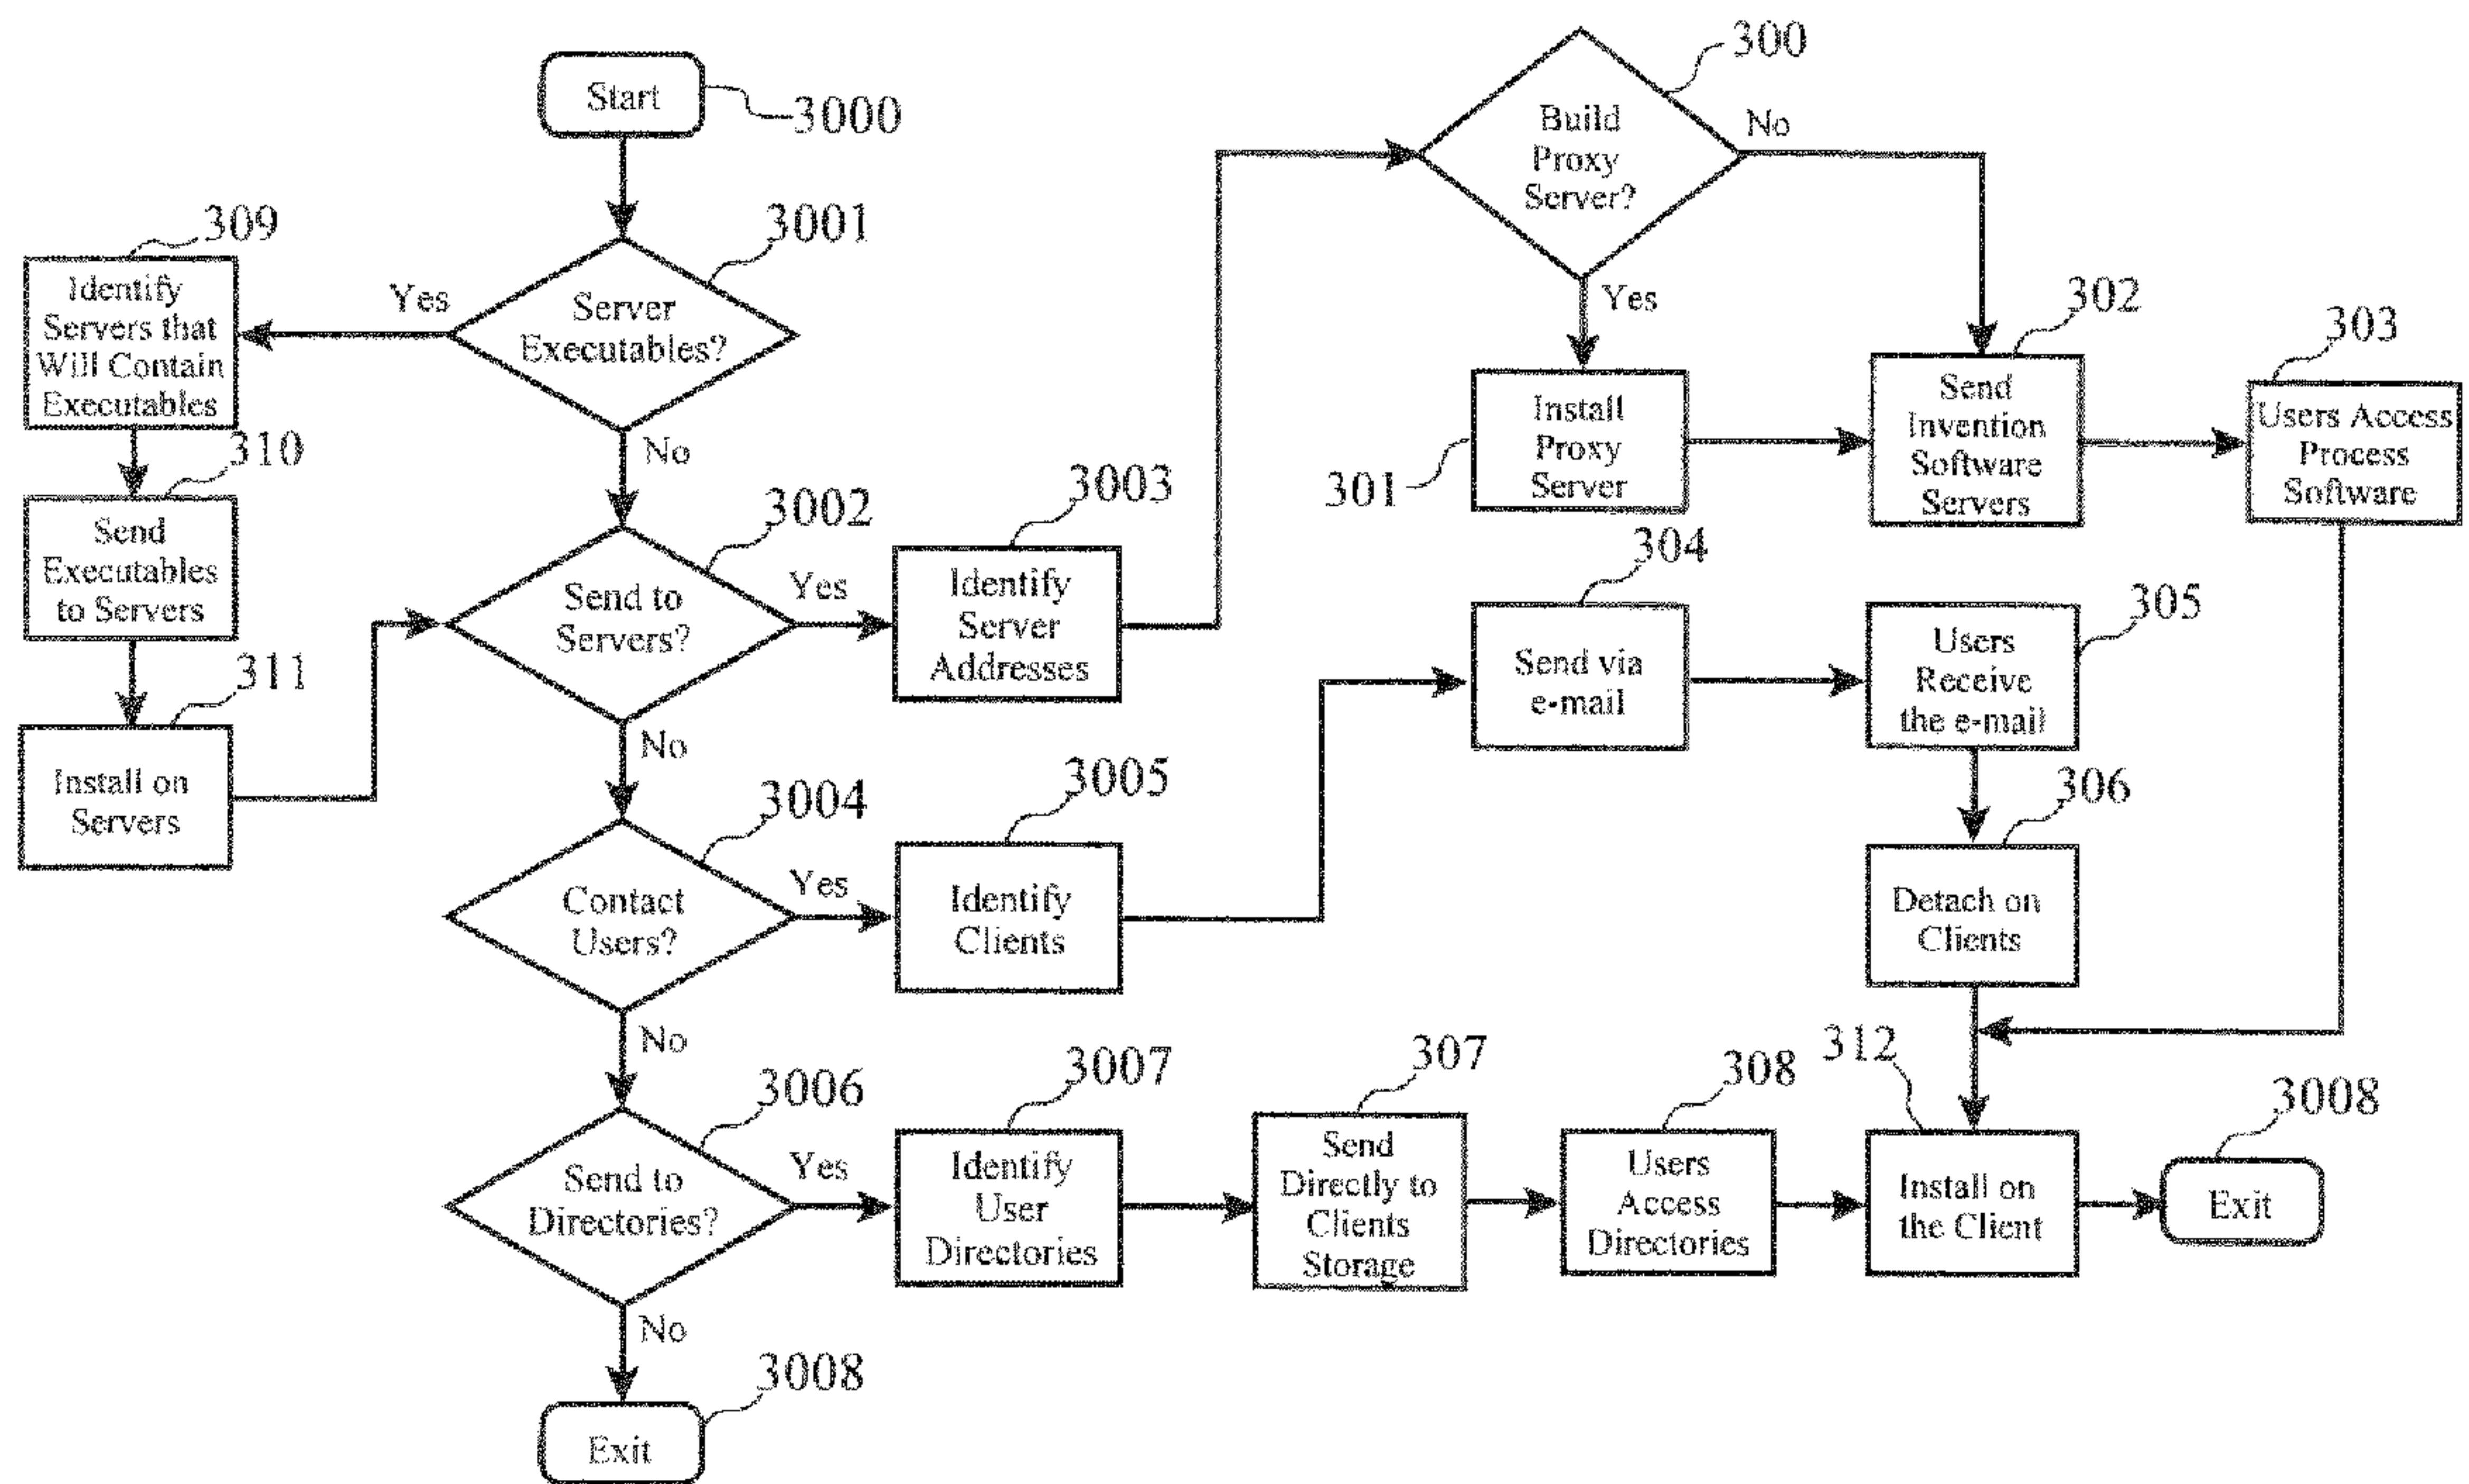 Start
3000
300
Build
Proxy
Server?
No
Yes
3001
Server
Executables?
Yes
No
309
Identify
Servers that
Will Contain
Executables
310
Send
Executables
to Servers
311
Install on
Servers
3002
Send to
Servers?
Yes
No
3003
Identify
Server
Addresses
301
Install
Proxy
Server
302
Send
Invention
Software
Servers
303
Users Access
Process
Software
3004
Contact
Users?
Yes
No
3005
Identify
Clients
304
Send via
e-mail
305
Users
Receive
the e-mail
306
Detach on
Clients
3006
Send to
Directories?
Yes
No
3007
Identify
User
Directories
307
Send
Directly to
Clients
Storage
308
Users
Access
Directories
312
Install on
the Client
3008
Exit
3008
Exit